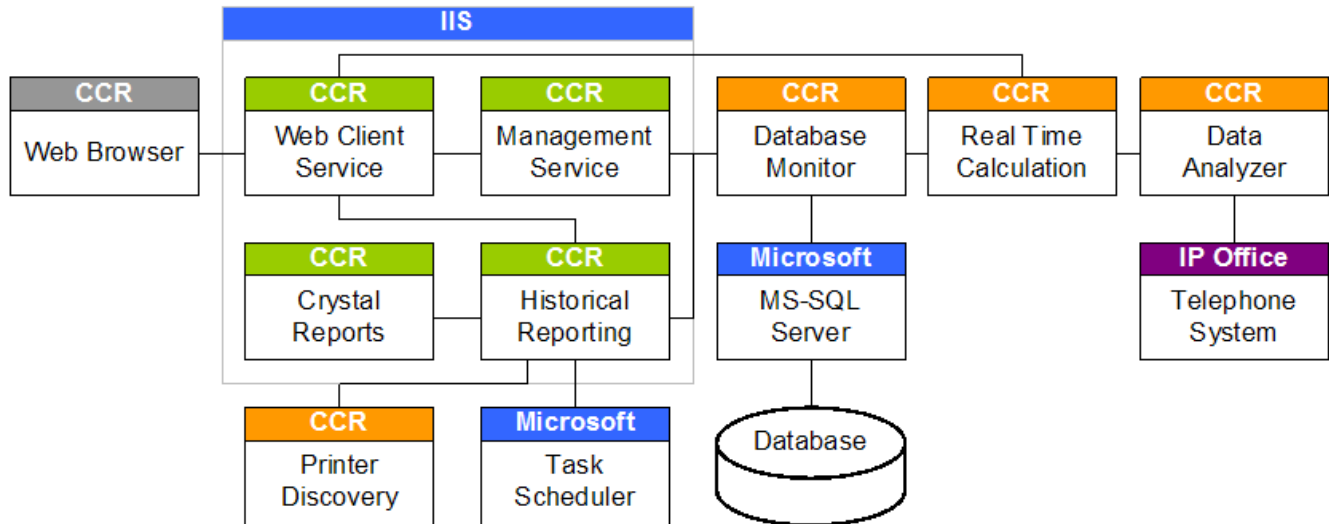 IIS
CCR
Web Browser
CCR
Web Client
Service
CCR
Management
Service
CCR
Database
Monitor
CCR
Real Time
Calculation
CCR
Data
Analyzer
CCR
Crystal
Reports
CCR
Historical
Reporting
Microsoft
MS-SQL
Server
IP Office
Telephone
System
CCR
Printer
Discovery
Microsoft
Task
Scheduler
Database